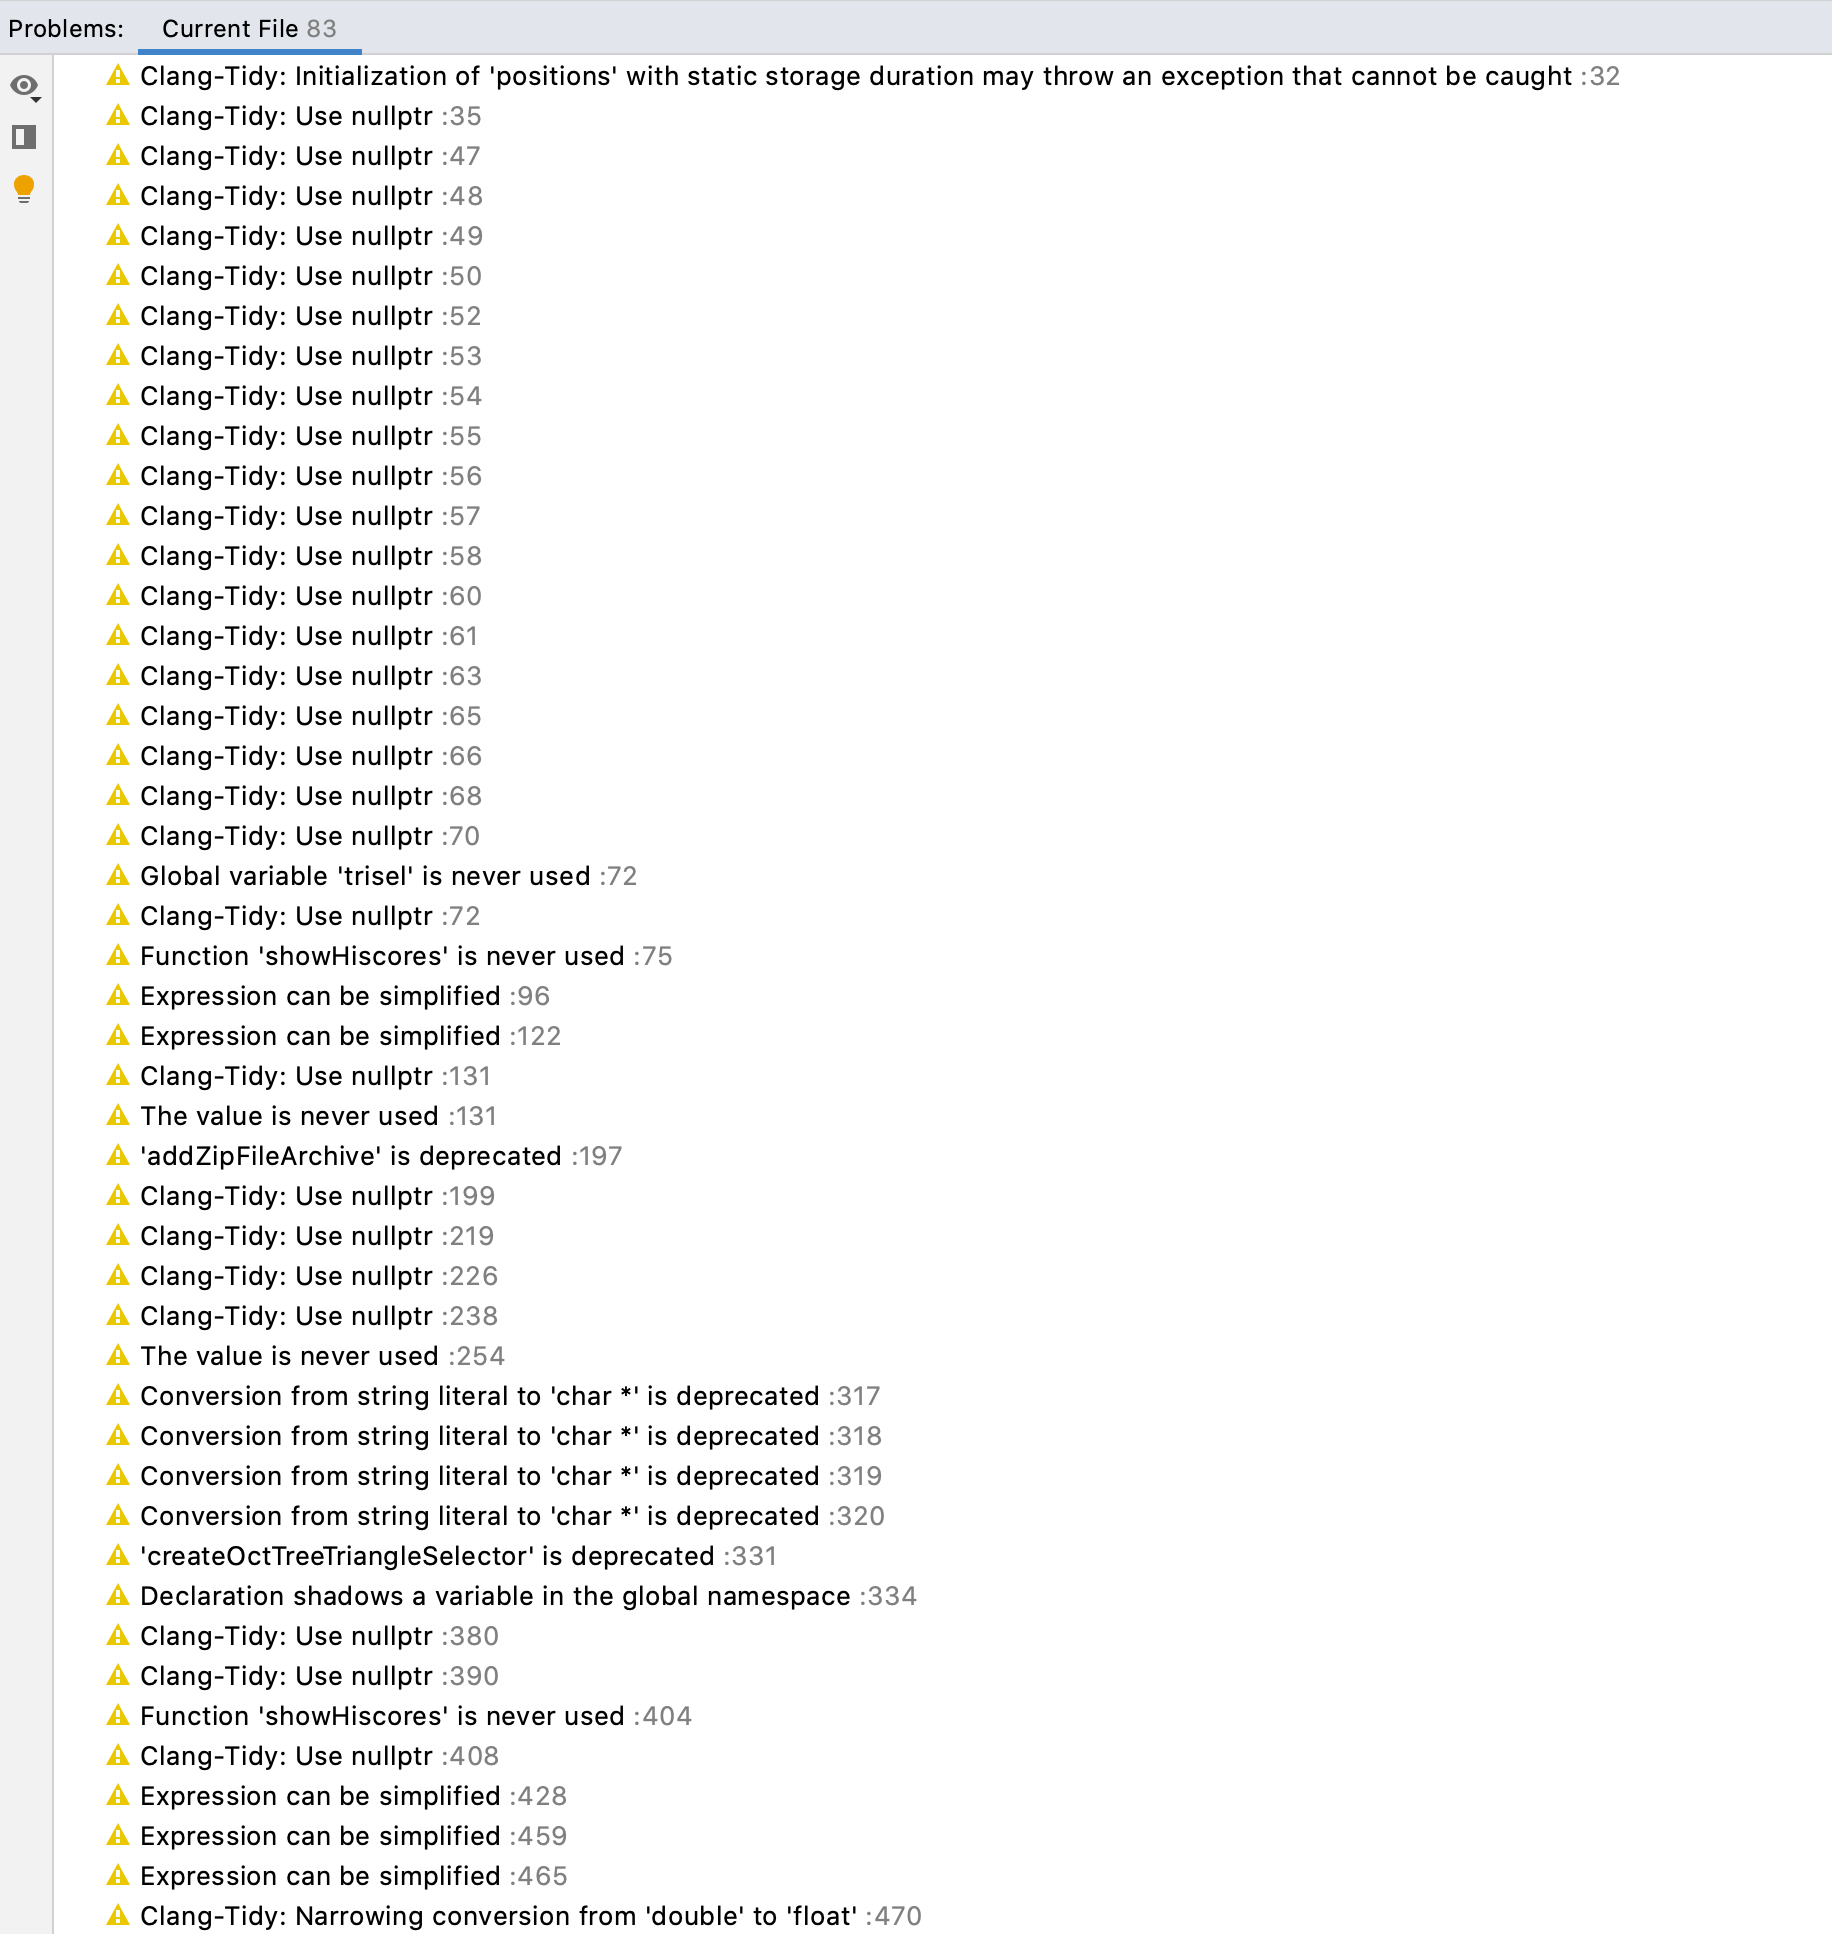 Problems: Current File 83
Clang-Tidy: Initialization of 'positions' with static storage duration may throw an exception that cannot be caught :32
Clang-Tidy: Use nullptr :35
Clang-Tidy: Use nullptr :47
Clang-Tidy: Use nullptr :48
Clang-Tidy: Use nullptr :49
Clang-Tidy: Use nullptr :50
Clang-Tidy: Use nullptr :52
Clang-Tidy: Use nullptr :53
Clang-Tidy: Use nullptr :54
Clang-Tidy: Use nullptr :55
Clang-Tidy: Use nullptr :56
Clang-Tidy: Use nullptr :57
Clang-Tidy: Use nullptr :58
Clang-Tidy: Use nullptr :60
Clang-Tidy: Use nullptr :61
Clang-Tidy: Use nullptr :63
Clang-Tidy: Use nullptr :65
Clang-Tidy: Use nullptr :66
Clang-Tidy: Use nullptr :68
Clang-Tidy: Use nullptr :70
Global variable 'trisel' is never used :72
Clang-Tidy: Use nullptr :72
Function 'showHiscores' is never used :75
Expression can be simplified :96
Expression can be simplified :122
Clang-Tidy: Use nullptr :131
The value is never used :131
'addZipFileArchive' is deprecated :197
Clang-Tidy: Use nullptr :199
Clang-Tidy: Use nullptr :219
Clang-Tidy: Use nullptr :226
Clang-Tidy: Use nullptr :238
The value is never used :254
Conversion from string literal to 'char *' is deprecated :317
Conversion from string literal to 'char *' is deprecated :318
Conversion from string literal to 'char *' is deprecated :319
Conversion from string literal to 'char *' is deprecated :320
'createOctTreeTriangleSelector' is deprecated :331
Declaration shadows a variable in the global namespace :334
Clang-Tidy: Use nullptr :380
Clang-Tidy: Use nullptr :390
Function 'showHiscores' is never used :404
Clang-Tidy: Use nullptr :408
Expression can be simplified :428
Expression can be simplified :459
Expression can be simplified :465
Clang-Tidy: Narrowing conversion from 'double' to 'float' :470